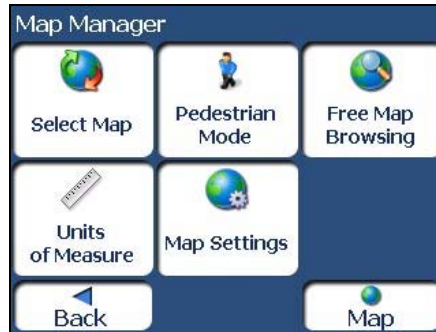 Map Manager
Select Map
Pedestrian
Mode
Free Map
Browsing
Units
of Measure
Map Settings
Back
Map